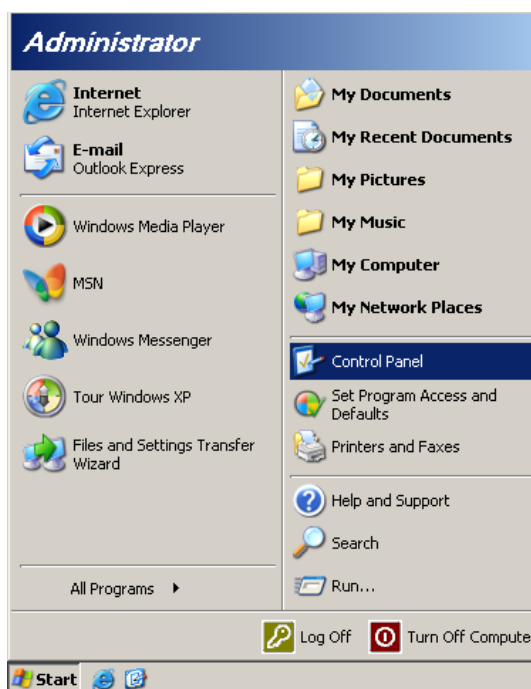 Administrator
Internet
Internet Explorer
E-mail
Outlook Express
Windows Media Player
MSN
Windows Messenger
Tour Windows XP
Files and Settings Transfer
Wizard
All Programs
My Documents
My Recent Documents
My Pictures
My Music
My Computer
My Network Places
Control Panel
Set Program Access and
Defaults
Printers and Faxes
Help and Support
Search
Run...
Log Off
Turn Off Compute
Start